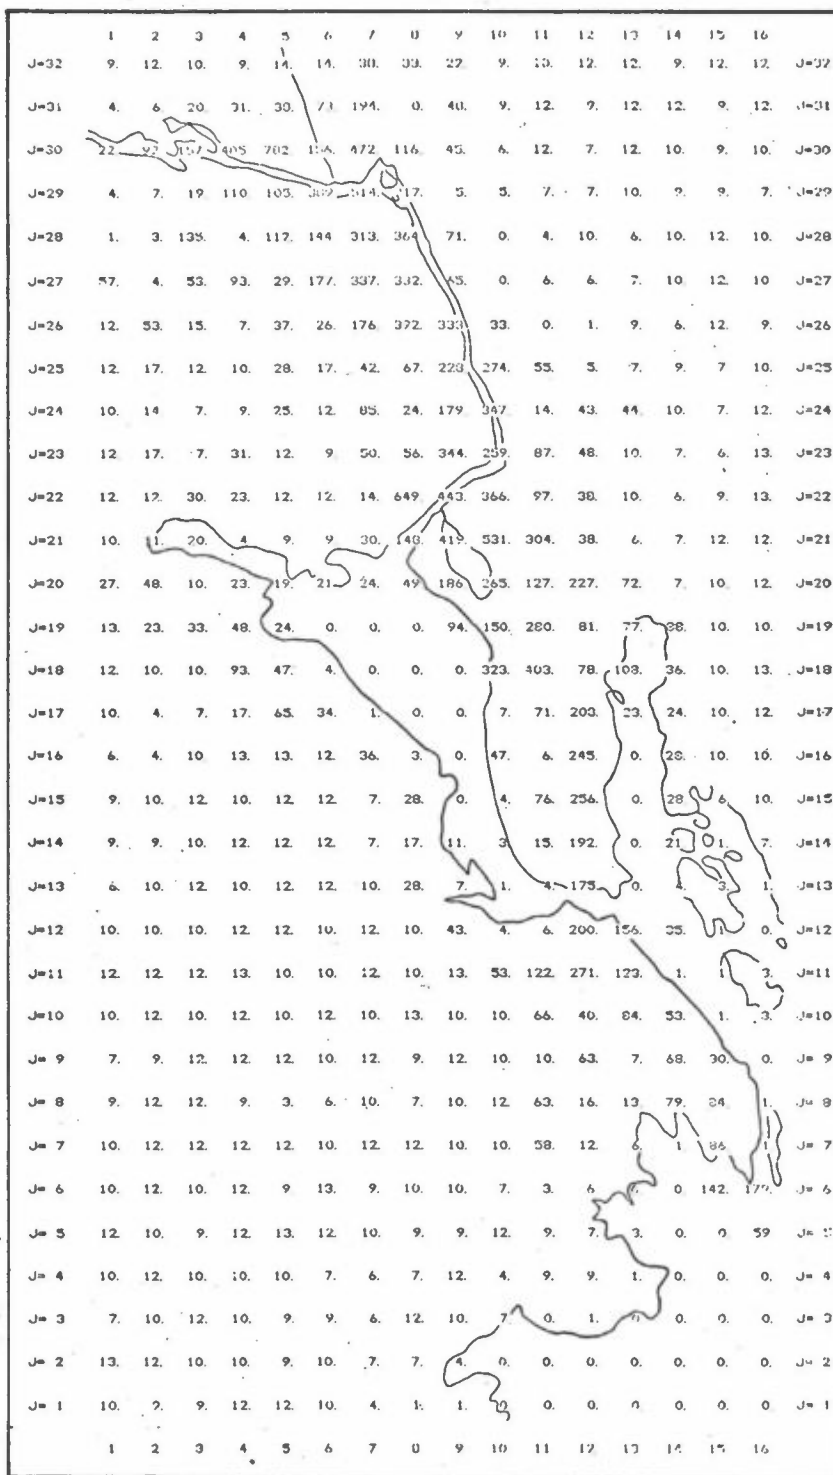 1 2 3 4 5 6 7 8 9 10 11 12 13 14 15 16
J=32 9. 12. 10. 9. 14. 14. 30. 33. 22. 9. 10. 12. 12. 9. 12. 12. J=32
J=31 4. 6. 20. 31. 30. 73. 194. 0. 40. 9. 12. 9. 12. 12. 9. 12. J=31
J=30 22. 92. 157. 405. 702. 156. 472. 116. 45. 6. 12. 7. 12. 10. 9. 10. J=30
J=29 4. 7. 19. 110. 105. 514. 5. 5. 7. 7. 10. 9. 9. 7. J=29
J=28 1. 3. 135. 4. 117. 144. 313. 364. 71. 0. 4. 10. 6. 10. 12. 10. J=28
J=27 57. 4. 53. 93. 29. 177. 337. 332. 65. 0. 6. 6. 7. 10. 12. 10 J=27
J=26 12. 53. 15. 7. 37. 26. 176. 372. 333. 33. 0. 1. 9. 6. 12. 9. J=26
J=25 12. 17. 12. 10. 28. 17. 42. 67. 223. 274. 55. 5. 7. 9. 7 10. J=25
J=24 10. 14 7. 9. 25. 12. 85. 24. 179. 347. 14. 43. 44. 10. 7. 12. J=24
J=23 12 17. 7. 31. 12. 9. 50. 56. 344. 259. 87. 48. 10. 7. 6. 13. J=23
J=22 12. 12. 30. 23. 12. 12. 14. 649. 443. 366. 97. 38. 10. 6. 9. 13. J=22
J=21 10. 1. 20. 4. 9. 9. 30. 148. 419. 531. 304. 38. 6. 7. 12. 12. J=21
J=20 27. 48. 10. 23. 19. 21. 24. 49. 186. 265. 127. 227. 72. 7. 10. 12. J=20
J=19 13. 23. 33. 48. 24. 0. 0. 0. 94. 150. 280. 81. 77. 38. 10. 10. J=19
J=18 12. 10. 10. 93. 47. 4. 0. 0. 0. 323. 403. 78. 108. 36. 10. 13. J=18
J=17 10. 4. 7. 17. 65. 34. 1. 0. 0. 7. 71. 203. 23. 24. 10. 12. J=17
J=16 6. 4. 10 13. 13. 12. 36. 3. 0. 47. 6. 245. 0. 28. 10. 10. J=16
J=15 9. 10. 12. 10. 12. 12. 7. 28. 0. 4. 76. 256. 0. 28 6. 10. J=15
J=14 9. 9. 10. 12. 12. 12. 7. 17. 11. 3. 15. 192. 0. 21 1. 7. J=14
J=13 6. 10. 12. 10. 12. 12. 10. 28. 7. 1. 4. 175. 0. 4. 3. 1. J=13
J=12 10. 10. 10. 12. 12. 10. 12. 10. 43. 4. 6. 200. 156. 35. 1. 0. J=12
J=11 12. 12. 12. 13. 10. 10. 12. 10. 13. 53. 122. 271. 123. 1. 1 3. J=11
J=10 10. 12. 10. 12. 10. 12. 10. 13. 10. 10. 66. 40. 84. 53. 1. 3. J=10
J= 9 7. 9. 12. 12. 12. 10. 12. 9. 12. 10. 10. 63. 7. 68. 30. 0. J= 9
J= 8 9. 12. 12. 9. 3. 6. 10. 7. 10. 12. 63. 16. 13. 79. 84. 1. J= 8
J= 7 10. 12. 12. 12. 12. 10. 12. 12. 10. 10. 58. 12. 6. 1 86. 1 J= 7
J= 6 10. 12. 10. 12. 9 13. 9. 10. 10. 7. 3. 6 0 142. 179. J= 6
J= 5 12. 10. 9. 12. 13. 12. 10. 9. 9. 12. 9. 7. 3. 0. 0 59 J= 5
J= 4 10. 12. 10. 10. 10. 7. 6. 7. 12. 4. 9. 9. 1. 0. 0. 0. J= 4
J= 3 7. 10. 12. 10. 9. 9. 6. 12. 10. 7. 0. 1. 0. 0. 0. 0. J= 3
J= 2 13. 12. 10. 10. 9. 10. 7. 7. 4. 0. 0. 0. 0. 0. 0. 0. J= 2
J= 1 10. 9. 9. 12. 12. 10. 4. 1. 1. 0 0. 0. 0. 0. 0. 0 J= 1
1 2 3 4 5 6 7 8 9 10 11 12 13 14 15 16